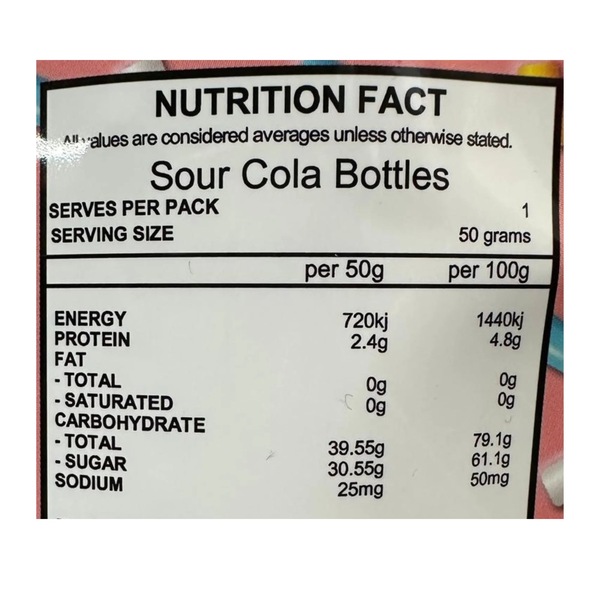 NUTRITION FACT
All values are considered averages unless otherwise stated.
Sour Cola Bottles
SERVES PER PACK 1
SERVING SIZE 50 grams
per 50g per 100g
ENERGY 720kj 1440kj
PROTEIN 2.4g 4.8g
FAT
- TOTAL 0g 0g
- SATURATED 0g 0g
CARBOHYDRATE
- TOTAL 39.55g 79.1g
- SUGAR 30.55g 61.1g
SODIUM 25mg 50mg